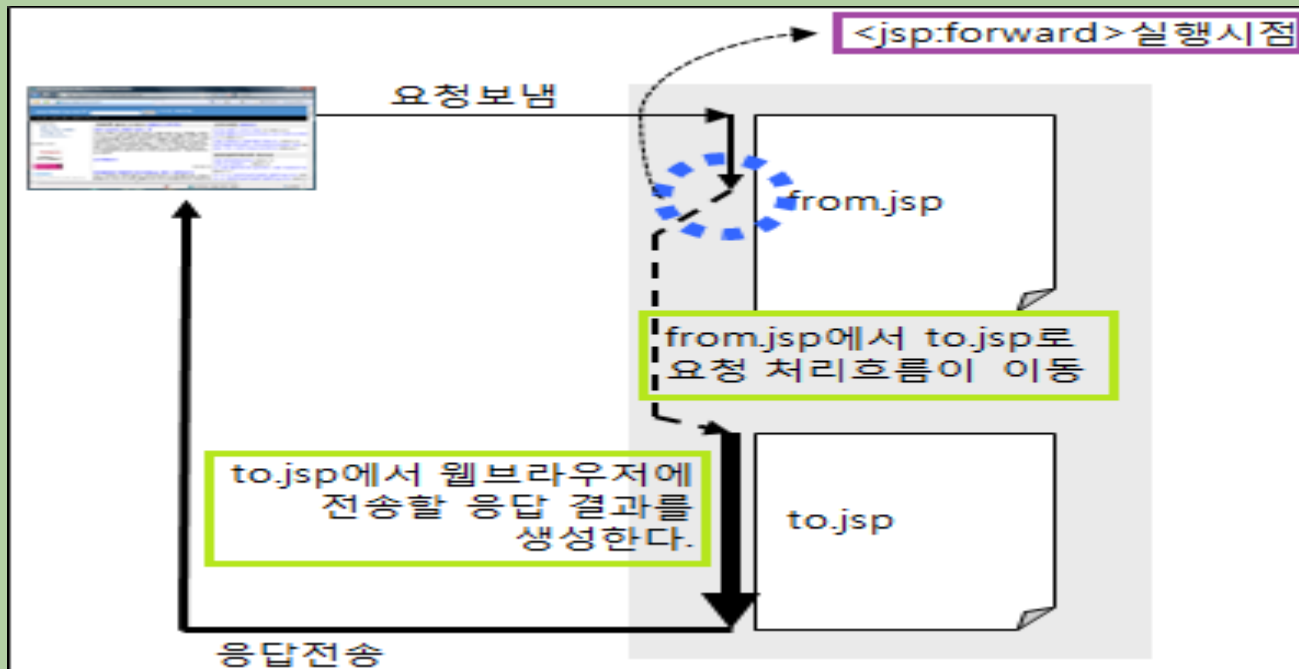 <jsp:forward>실행시점
요청보냄
from.jsp
from.jsp에서 to.jsp로
요청 처리흐름이 이동
to.jsp에서 웹브라우저에
전송할 응답 결과를
생성한다.
to.jsp
응답전송